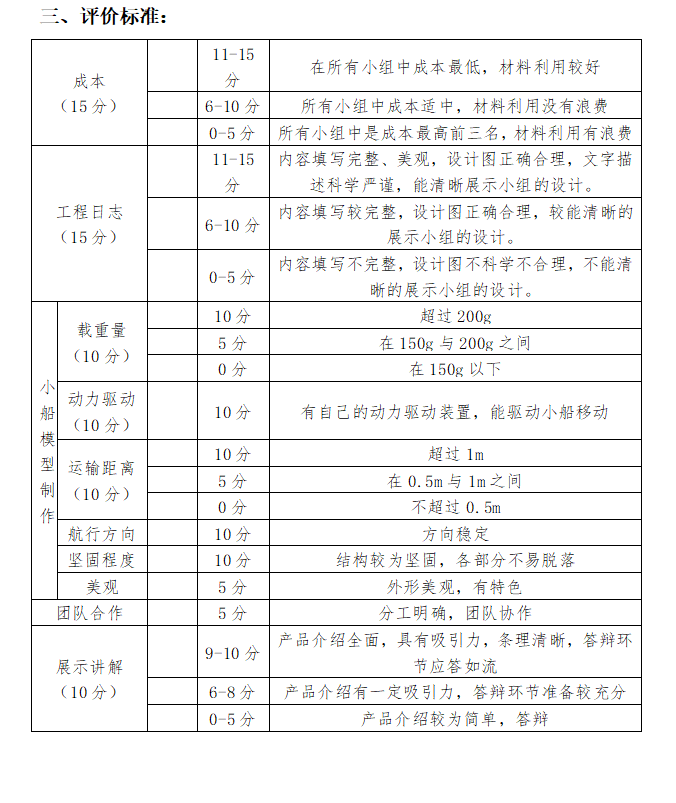 三、评价标准：
成本
（15分）
11-15
分
在所有小组中成本最低，材料利用较好
6-10分
所有小组中成本适中，材料利用没有浪费
0-5分
所有小组中是成本最高前三名，材料利用有浪费
工程日志
（15分）
11-15
分
内容填写完整、美观，设计图正确合理，文字描
述科学严谨，能清晰展示小组的设计。
6-10分
内容填写较完整，设计图正确合理，较能清晰的
展示小组的设计。
0-5分
内容填写不完整，设计图不科学不合理，不能清
晰的展示小组的设计。
小船模型制作
载重量
（10分）
10分
超过200g
5分
在150g与200g之间
0分
在150g以下
动力驱动
（10分）
10分
有自己的动力驱动装置，能驱动小船移动
运输距离
（10分）
10分
超过1m
5分
在0.5m与1m之间
0分
不超过0.5m
航行方向
10分
方向稳定
坚固程度
10分
结构较为坚固，各部分不易脱落
美观
5分
外形美观，有特色
团队合作
5分
分工明确，团队协作
展示讲解
（10分）
9-10分
产品介绍全面，具有吸引力，条理清晰，答辩环
节应答如流
6-8分
产品介绍有一定吸引力，答辩环节准备较充分
0-5分
产品介绍较为简单，答辩